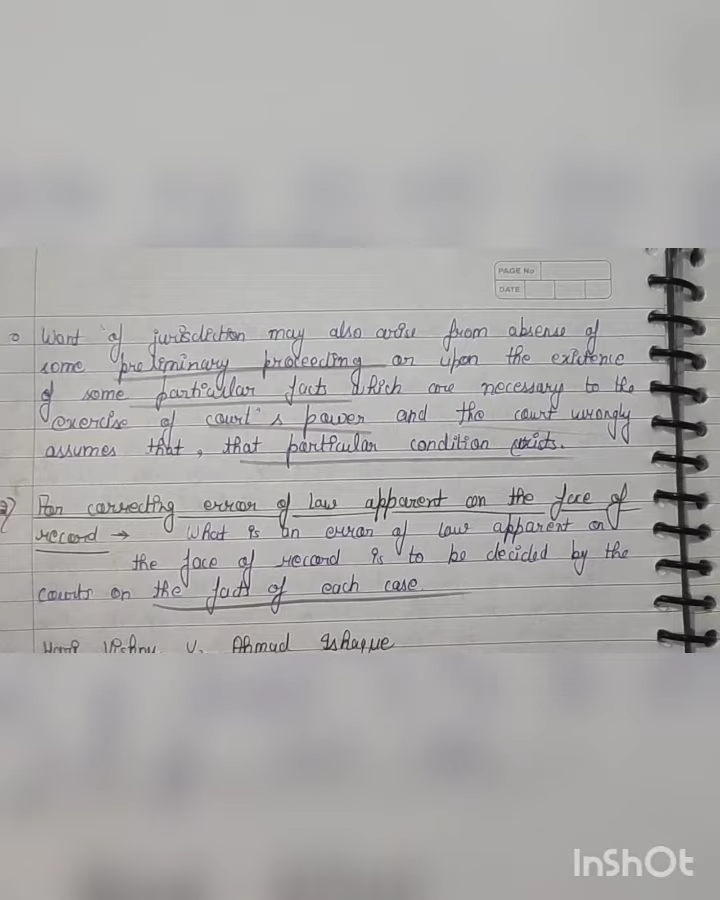 PAGE No
DATE
Want of jurisdiction may also arise from absense of
some preliminary proteeding or upon the existence
of some particular facts which are necessary to the
exercise of court's power and the court wrongly
assumes that, that particular condition exists.
2) For correcting error of law apparent on the face of
record → What is an error of law apparent on
the face of record is to be decided by the
courts on the fact of each case.
Hari Vishnu V. Ahmad Ishaque
InShOt